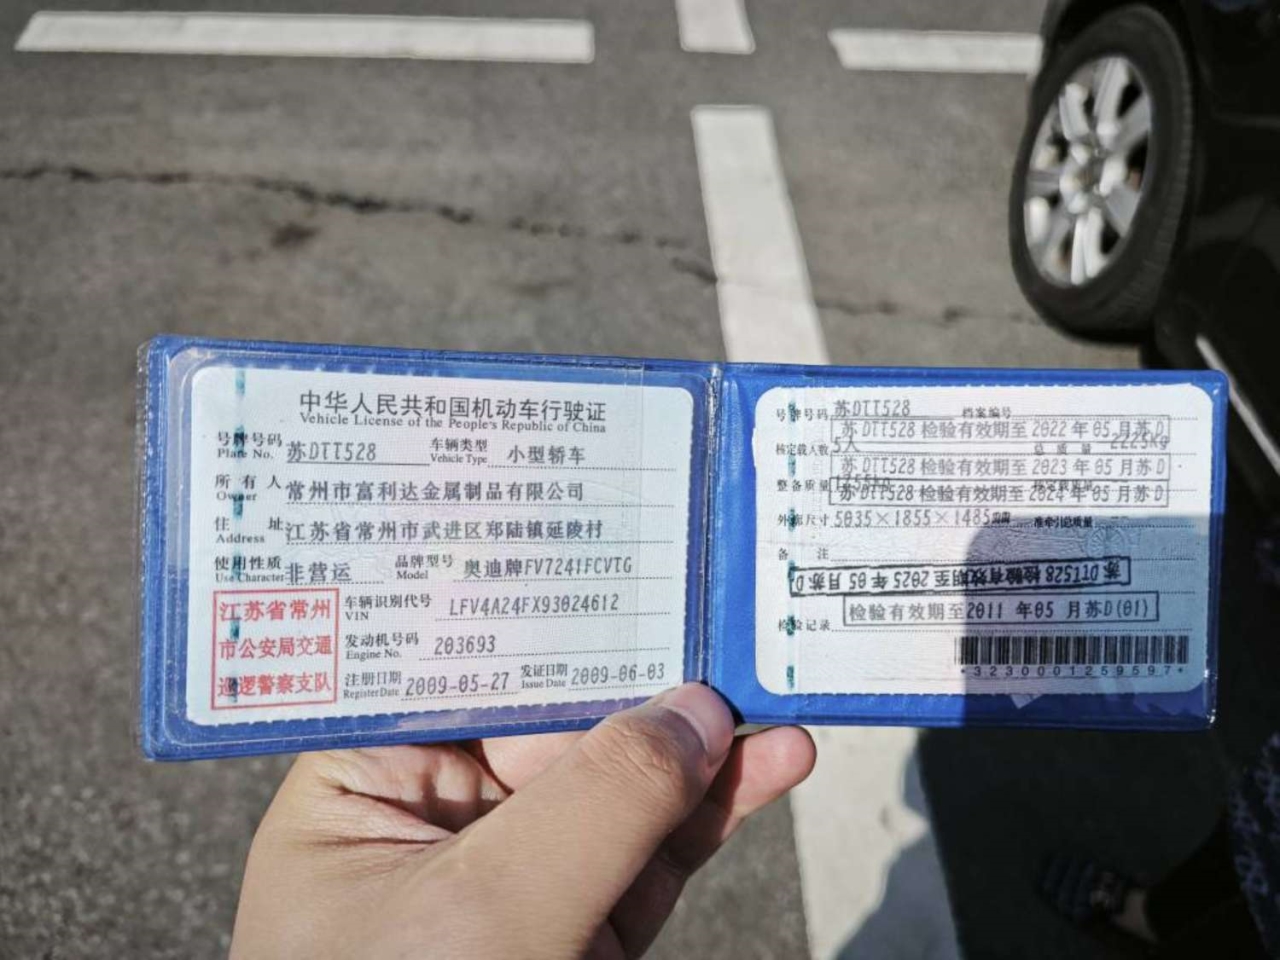 中华人民共和国机动车行驶证
Vehicle License of the People's Republic of China
号牌号码 Plate No. 苏DTT528 车辆类型 Vehicle Type 小型轿车
所有人 Owner 常州市富利达金属制品有限公司
住址 Address 江苏省常州市武进区郑陆镇延陵村
使用性质 Use Character 非营运 品牌型号 Model 奥迪牌FV7241FCVTG
江苏省常州
市公安局交通
巡逻警察支队
车辆识别代号 VIN LFV4A24FX93024612
发动机号码 Engine No. 203693
注册日期 Register Date 2009-05-27 发证日期 Issue Date 2009-06-03
号牌号码 苏DTT528 档案编号
苏DTT528 检验有效期至2022年05月苏D
核定载人数 5人 总质量 2225kg
苏DTT528 检验有效期至2023年05月苏D
整备质量
苏DTT528 检验有效期至2024年05月苏D
外廓尺寸 5035×1855×1485mm 准牵引总质量
备注
苏DTT528 检验有效期至2025年05月苏D
检验有效期至2011年05月苏D(01)
检验记录
*3230001259597*